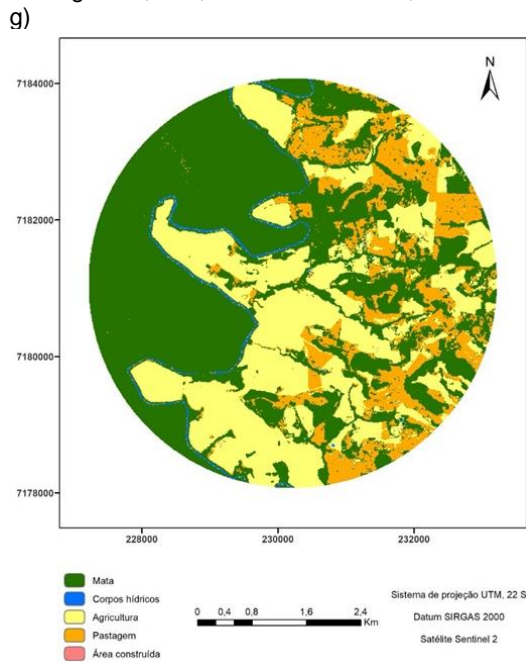 g)
N
7184000
7182000
7180000
7178000
228000 230000 232000
Mata
Corpos hídricos
Agricultura
Pastagem
Área construída
0 0,4 0,8 1,6 2,4
Km
Sistema de projeção UTM, 22 S
Datum SIRGAS 2000
Satélite Sentinel 2